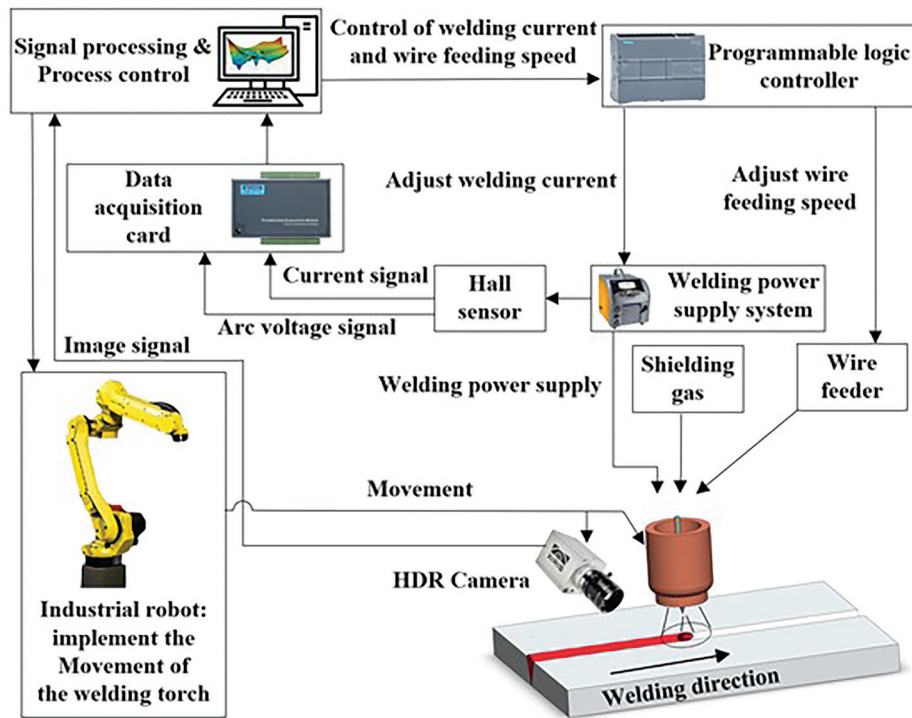 Signal processing &
Process control
Control of welding current
and wire feeding speed
Programmable logic
controller
Data
acquisition
card
Adjust welding current
Adjust wire
feeding speed
Current signal
Hall
sensor
Welding power
supply system
Arc voltage signal
Image signal
Welding power supply
Shielding
gas
Wire
feeder
Movement
HDR Camera
Industrial robot:
implement the
Movement of
the welding torch
Welding direction